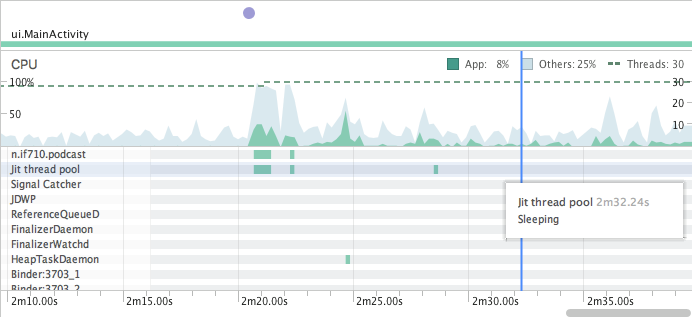 ui.MainActivity
CPU App: 8% Others: 25% Threads: 30
100% 30
20
50
10
n.if710.podcast
Jit thread pool
Signal Catcher
JDWP
Jit thread pool 2m32.24s
ReferenceQueueD
Sleeping
FinalizerDaemon
FinalizerWatchd
HeapTaskDaemon
Binder:3703_1
Binder:3703_2
2m10.00s 2m15.00s 2m20.00s 2m25.00s 2m30.00s 2m35.00s